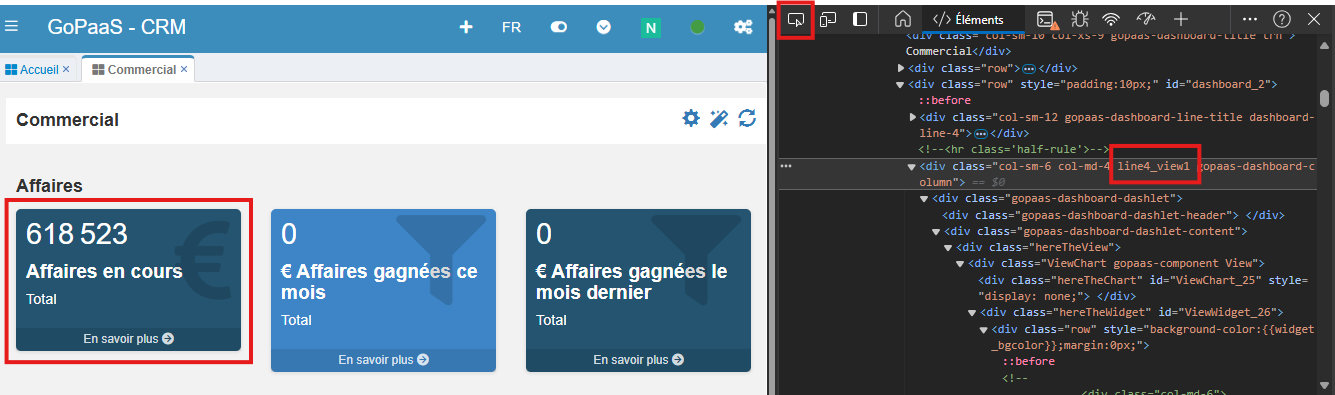 GoPaaS - CRM
FR
N
Accueil ×
Commercial ×
Commercial
Affaires
618 523
Affaires en cours
Total
En savoir plus
0
€ Affaires gagnées ce
mois
Total
En savoir plus
0
€ Affaires gagnées le
mois dernier
Total
En savoir plus
</> Éléments
<div class="col-sm-10 col-xs-9 gopaas-dashboard-title trn">
Commercial</div>
<div class="row"> ••• </div>
<div class="row" style="padding:10px;" id="dashboard_2">
::before
<div class="col-sm-12 gopaas-dashboard-line-title dashboard-
line-4"> ••• </div>
<!--<hr class='half-rule'>-->
<div class="col-sm-6 col-md-4 line4_view1 gopaas-dashboard-c
olumn"> == $0
<div class="gopaas-dashboard-dashlet">
<div class="gopaas-dashboard-dashlet-header"> </div>
<div class="gopaas-dashboard-dashlet-content">
<div class="hereTheView">
<div class="ViewChart gopaas-component View">
<div class="hereTheChart" id="ViewChart_25" style=
"display: none;"> </div>
<div class="hereTheWidget" id="ViewWidget_26">
<div class="row" style="background-color:{{widget
_bgcolor}};margin:0px;">
::before
<!--
<div class="col-md-6">